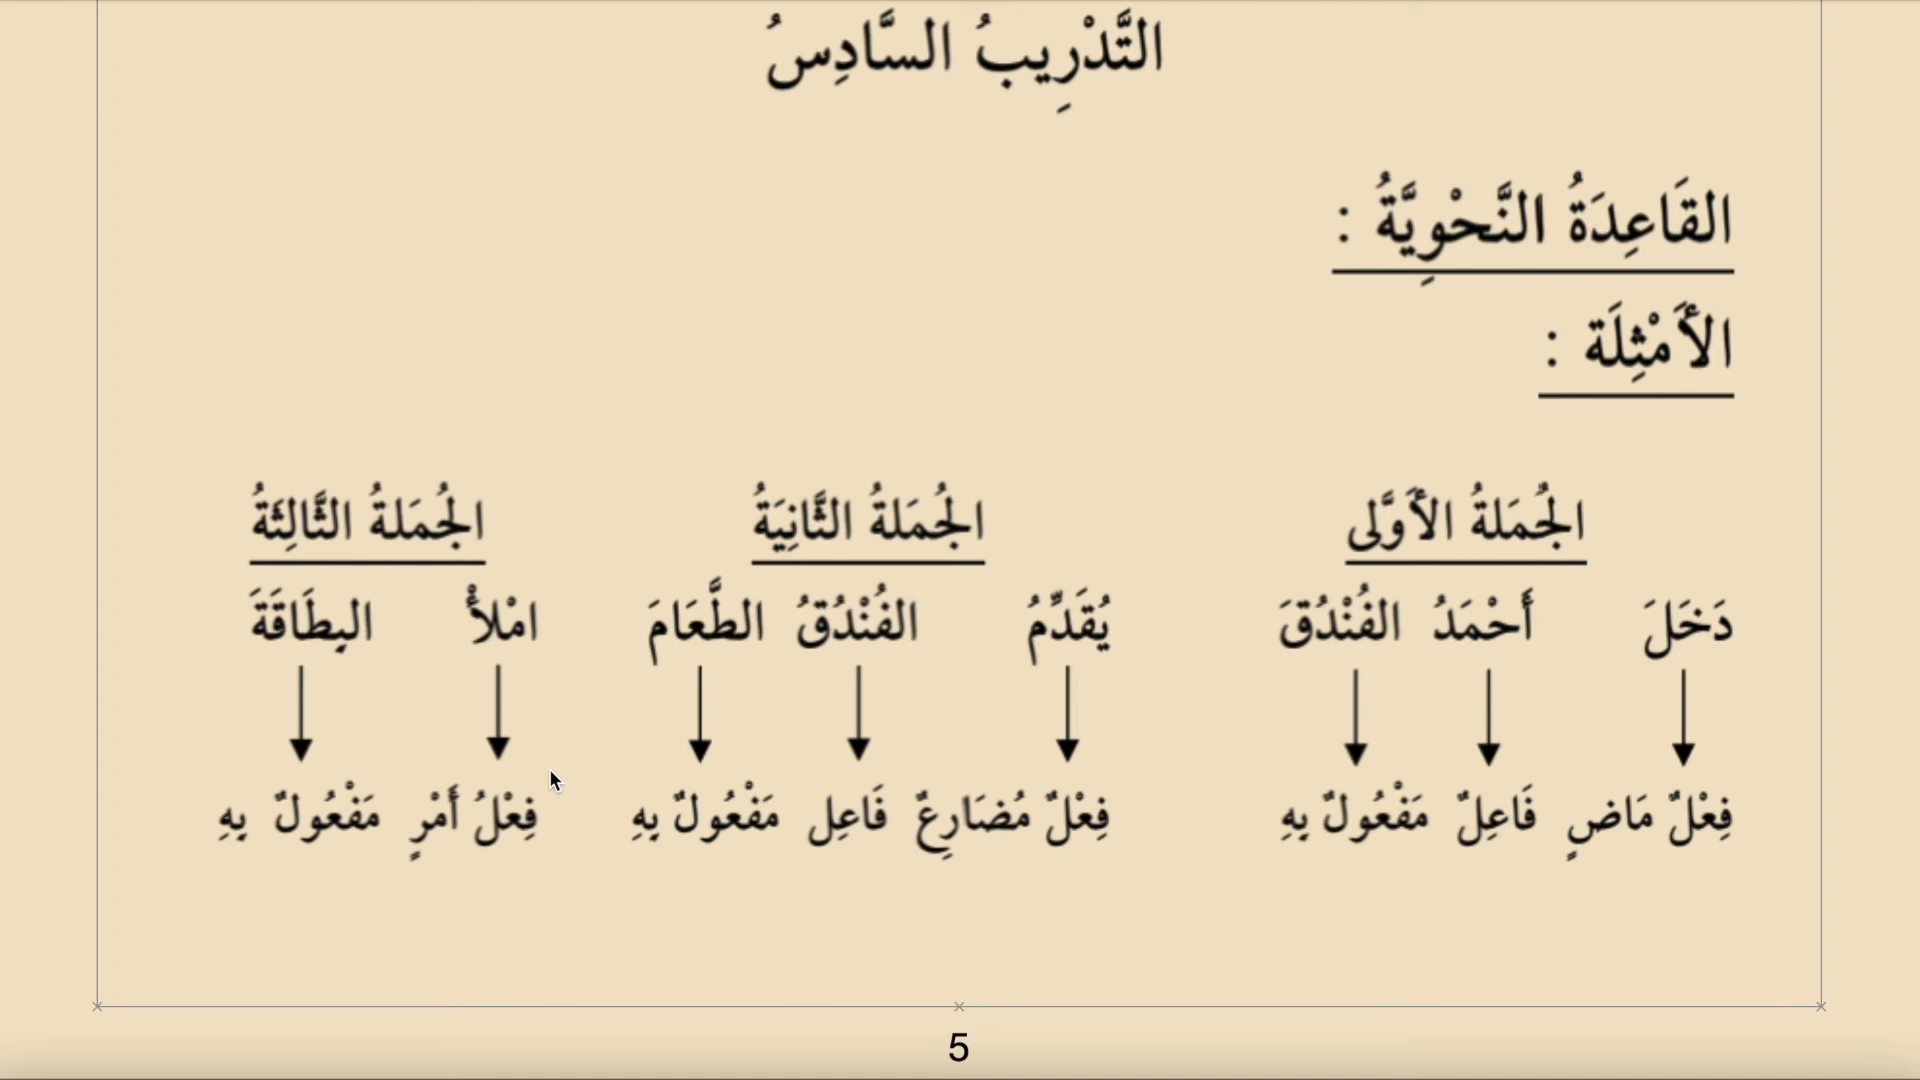 التَّدْرِيبُ السَّادِسُ
القَاعِدَةُ النَّحْوِيَّةُ :
الأَمْثِلَة :
الجُمَلةُ الأَوَّلى الجُمَلةُ الثَّانِيَةُ الجُمَلةُ الثَّالِثَةُ
دَخَلَ أَحْمَدُ الفُنْدُقَ يُقَدِّمُ الفُنْدُقُ الطَّعَامَ امْلأْ البِطَاقَةَ
فِعْلٌ مَاضٍ فَاعِلٌ مَفْعُولٌ بِهِ فِعْلٌ مُضَارِعٌ فَاعِل مَفْعُولٌ بِهِ فِعْلُ أَمْرٍ مَفْعُولٌ بِهِ
5